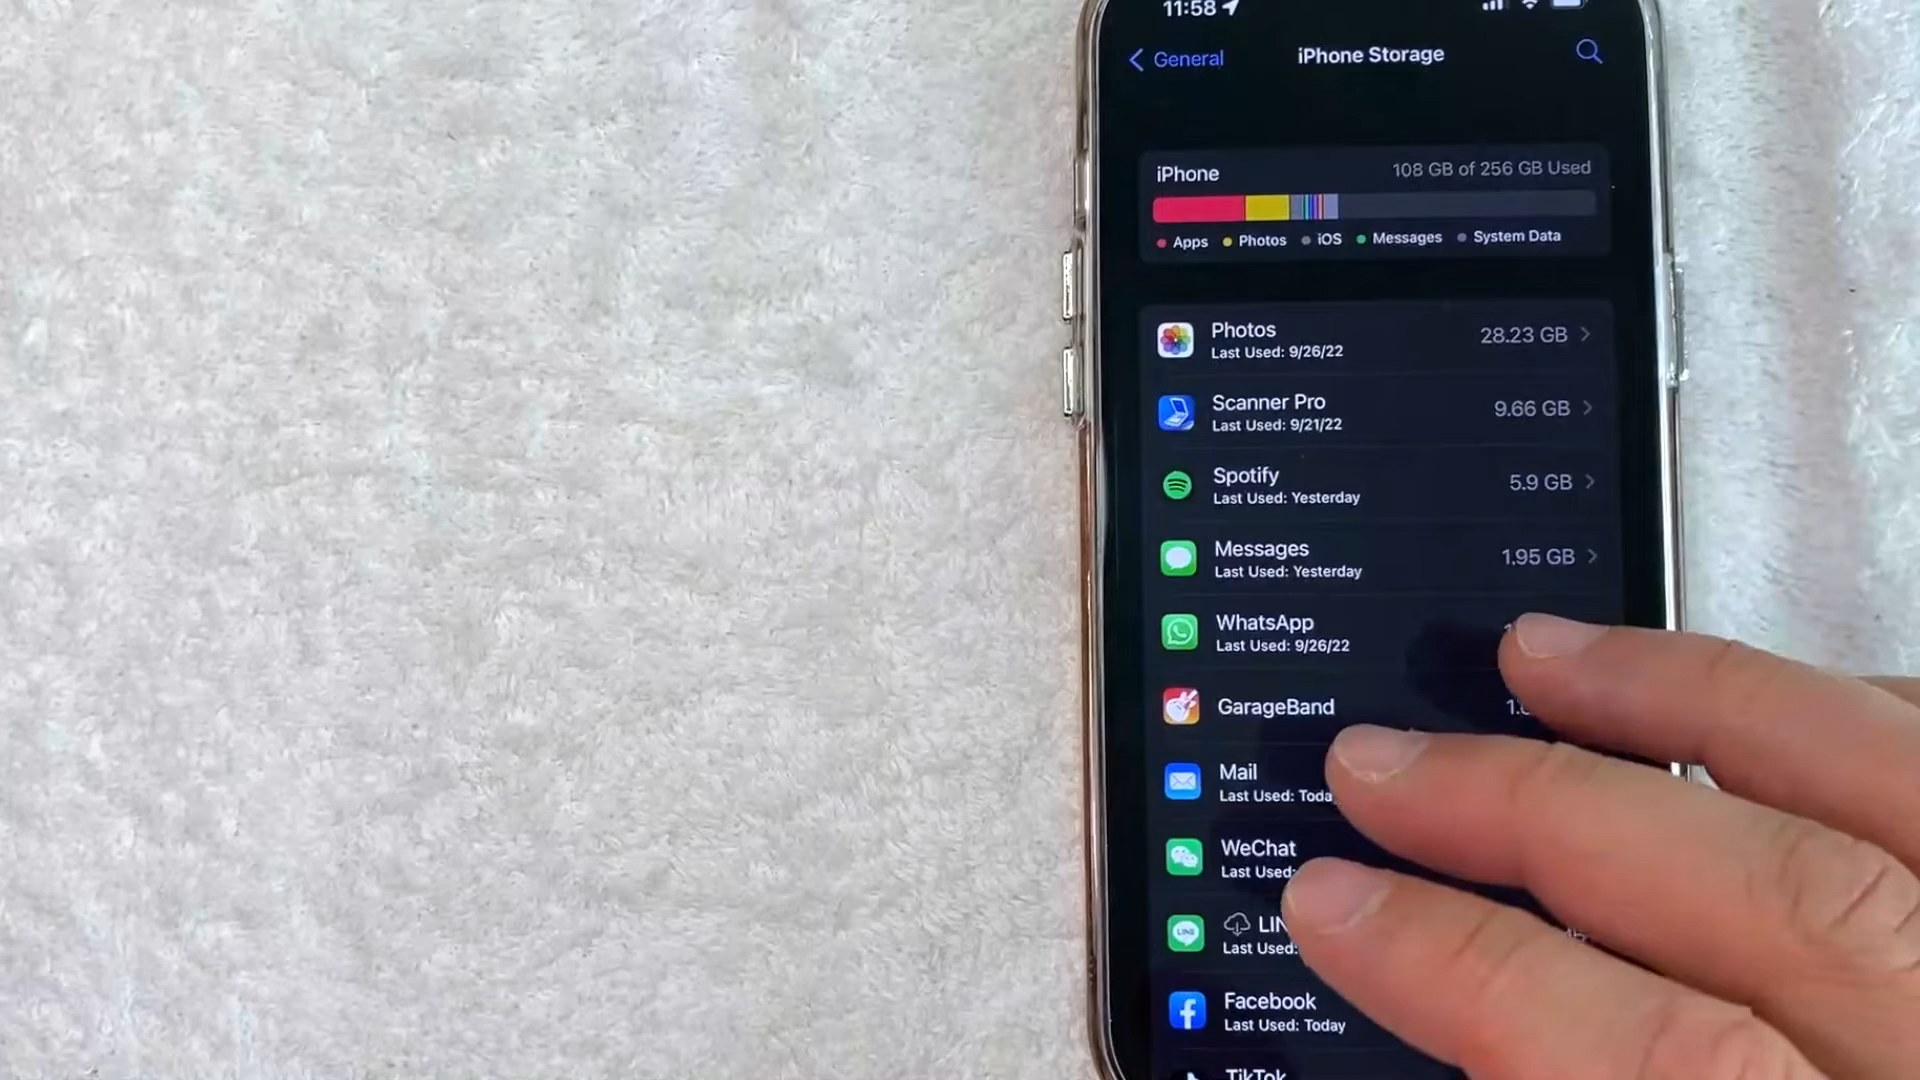 11:58
General
iPhone Storage
iPhone
108 GB of 256 GB Used
Apps
Photos
iOS
Messages
System Data
Photos
28.23 GB
Last Used: 9/26/22
Scanner Pro
9.66 GB
Last Used: 9/21/22
Spotify
5.9 GB
Last Used: Yesterday
Messages
1.95 GB
Last Used: Yesterday
WhatsApp
Last Used: 9/26/22
GarageBand
Mail
Last Used:
WeChat
Last Used:
LINE
Last Used:
Facebook
Last Used: Today
TikTok